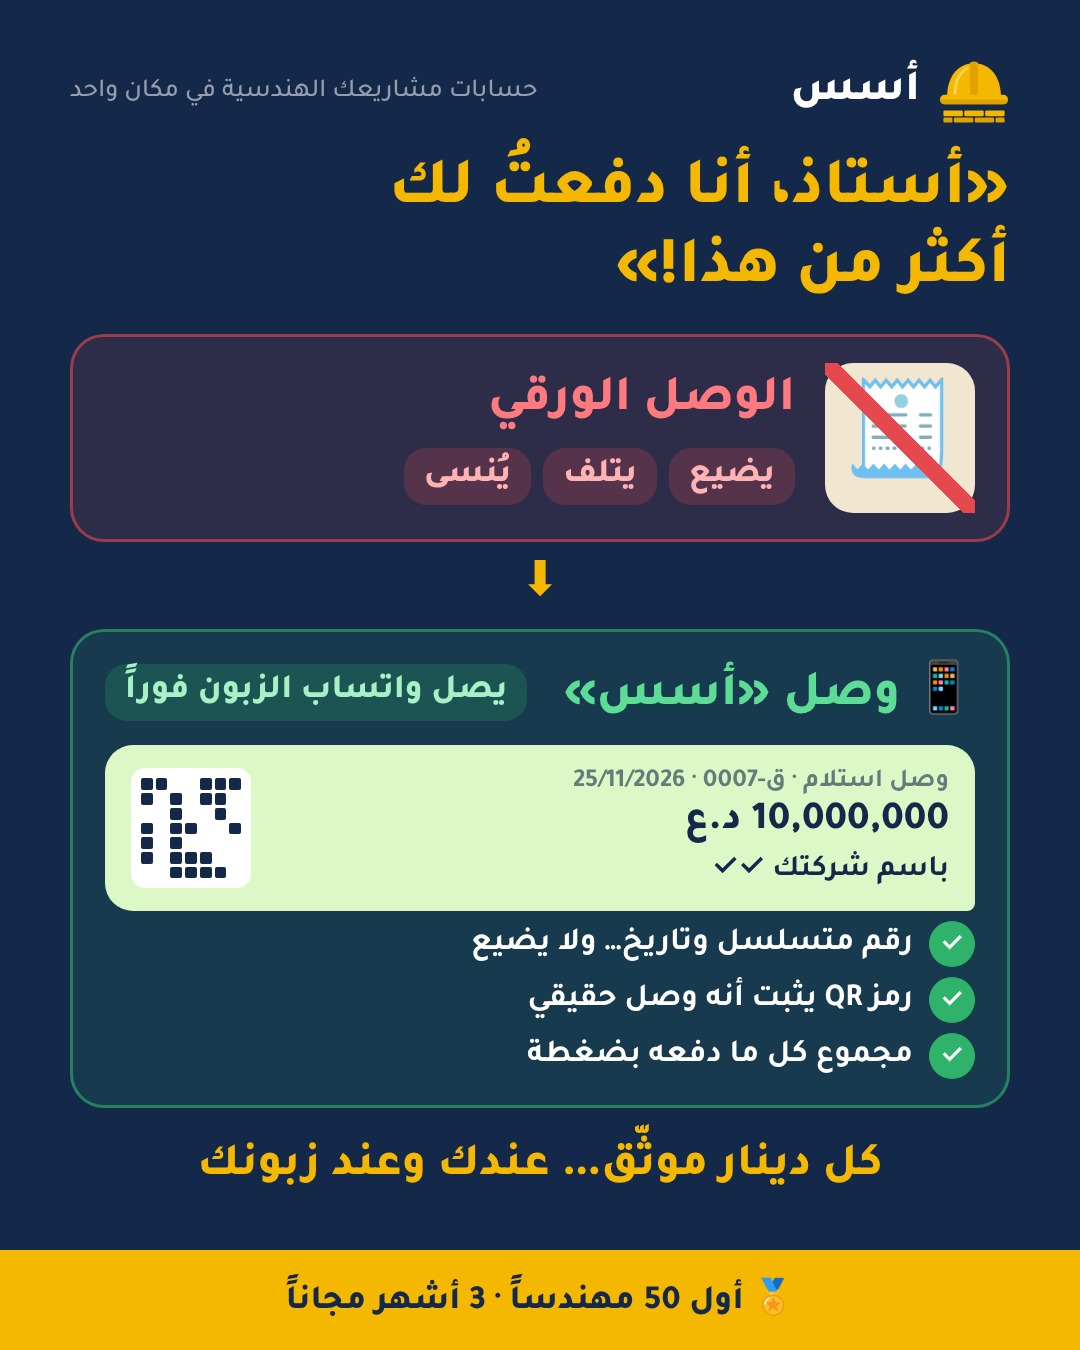 أسس
حسابات مشاريعك الهندسية في مكان واحد
«أستاذ، أنا دفعتُ لك
أكثر من هذا!»
الوصل الورقي
يضيع
يتلف
يُنسى
وصل «أسس»
يصل واتساب الزبون فوراً
وصل استلام · ق-0007 · 25/11/2026
10,000,000 د.ع
باسم شركتك ✓✓
رقم متسلسل وتاريخ... ولا يضيع
رمز QR يثبت أنه وصل حقيقي
مجموع كل ما دفعه بضغطة
كل دينار موثّق... عندك وعند زبونك
أول 50 مهندساً · 3 أشهر مجاناً